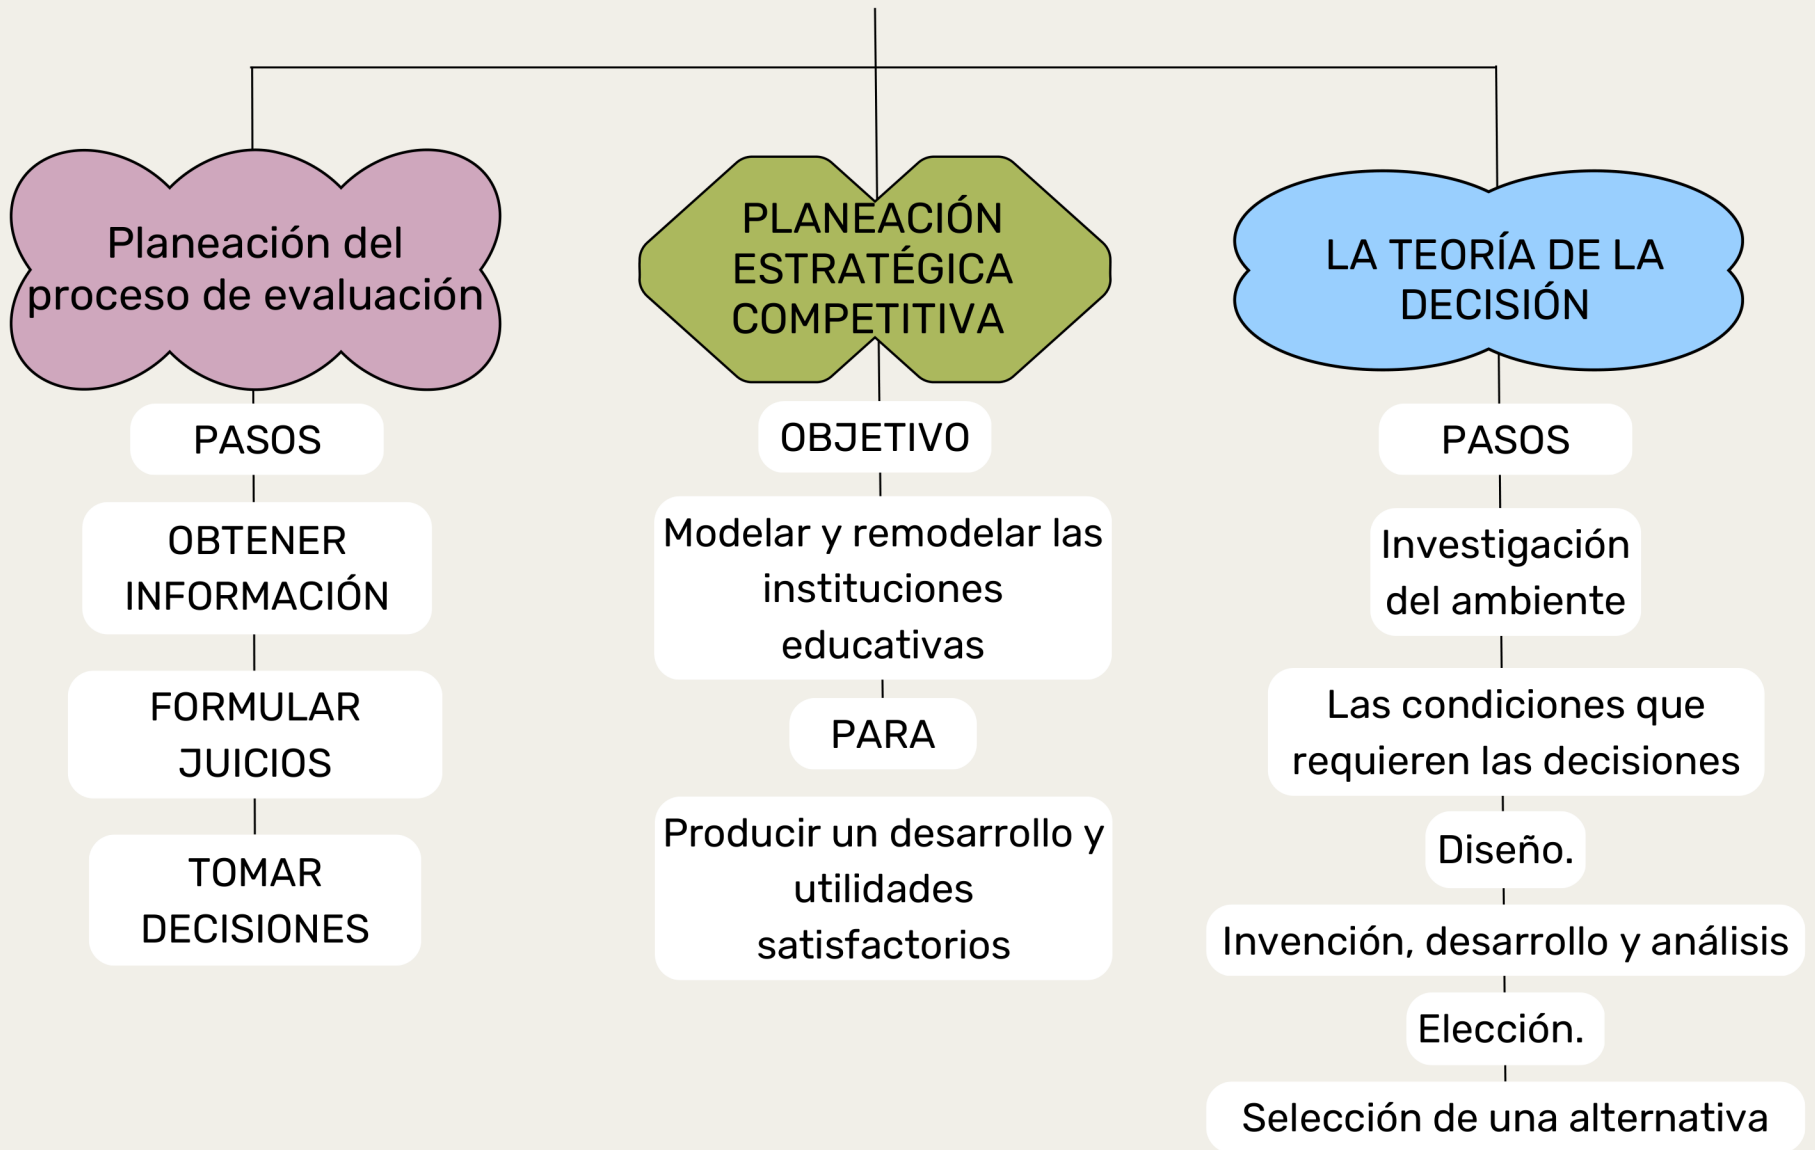 Planeación del
proceso de evaluación
PASOS
OBTENER
INFORMACIÓN
FORMULAR
JUICIOS
TOMAR
DECISIONES
PLANEACIÓN
ESTRATÉGICA
COMPETITIVA
OBJETIVO
Modelar y remodelar las
instituciones
educativas
PARA
Producir un desarrollo y
utilidades
satisfactorios
LA TEORÍA DE LA
DECISIÓN
PASOS
Investigación
del ambiente
Las condiciones que
requieren las decisiones
Diseño.
Invención, desarrollo y análisis
Elección.
Selección de una alternativa